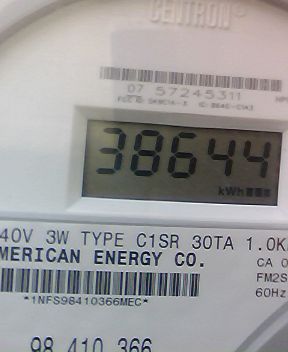 CENTRON®
07 57245311
38644
kWh
40V 3W TYPE C1SR 30TA 1.0K
MERICAN ENERGY CO.
CA 0
FM2S
60Hz
*1NFS98410366MEC*
98 410 366